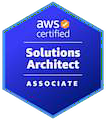 aws
certified
Solutions
Architect
ASSOCIATE